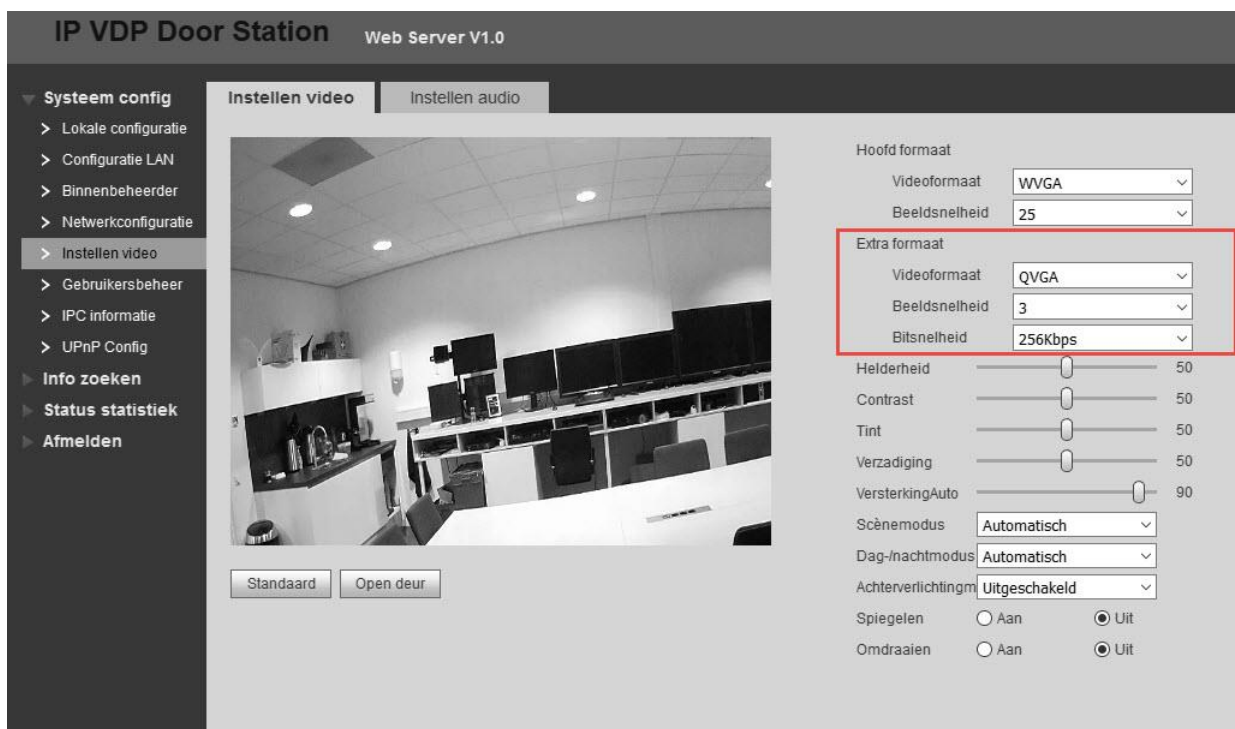 IP VDP Door Station Web Server V1.0
Systeem config
Lokale configuratie
Configuratie LAN
Binnenbeheerder
Netwerkconfiguratie
Instellen video
Gebruikersbeheer
IPC informatie
UPnP Config
Info zoeken
Status statistiek
Afmelden
Instellen video Instellen audio
Standaard Open deur
Hoofd formaat
Videoformaat WVGA
Beeldsnelheid 25
Extra formaat
Videoformaat QVGA
Beeldsnelheid 3
Bitsnelheid 256Kbps
Helderheid 50
Contrast 50
Tint 50
Verzadiging 50
VersterkingAuto 90
Scènemodus Automatisch
Dag-/nachtmodus Automatisch
Achterverlichtingm Uitgeschakeld
Spiegelen Aan Uit
Omdraaien Aan Uit